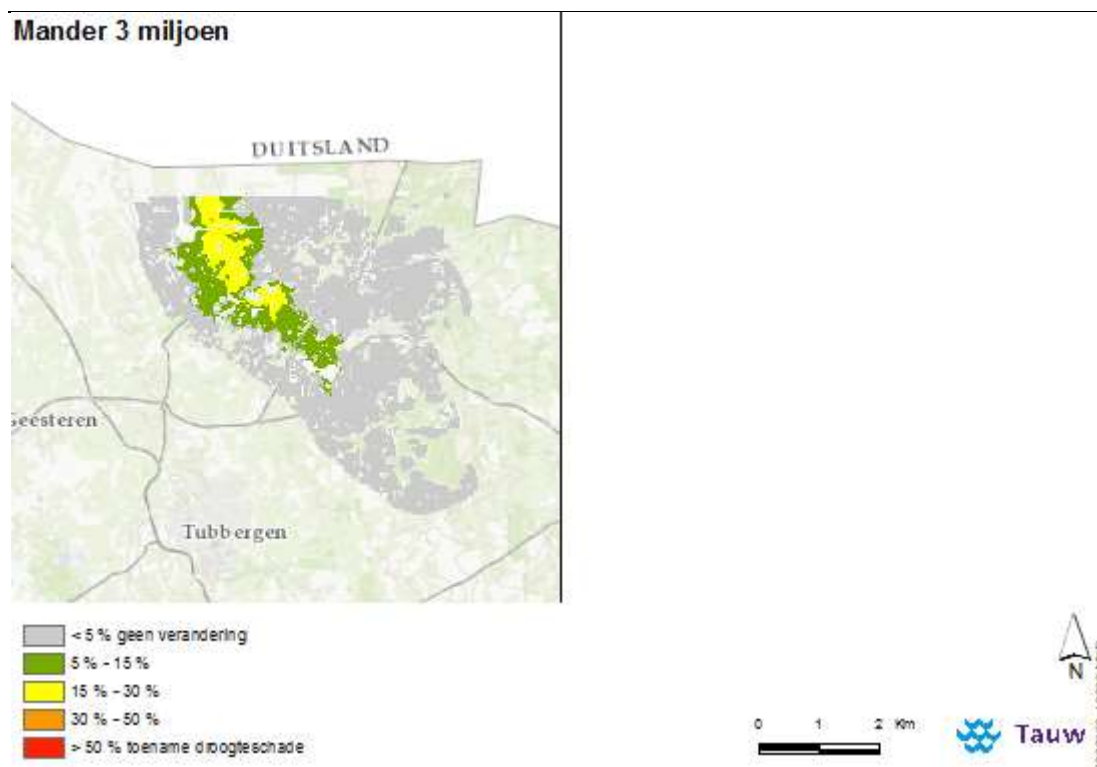 Mander 3 miljoen
DUITSLAND
Geesteren
Tubbergen
< 5 % geen verandering
5 % - 15 %
15 % - 30 %
30 % - 50 %
> 50 % toename droogteschade
0 1 2 Km
N
Tauw